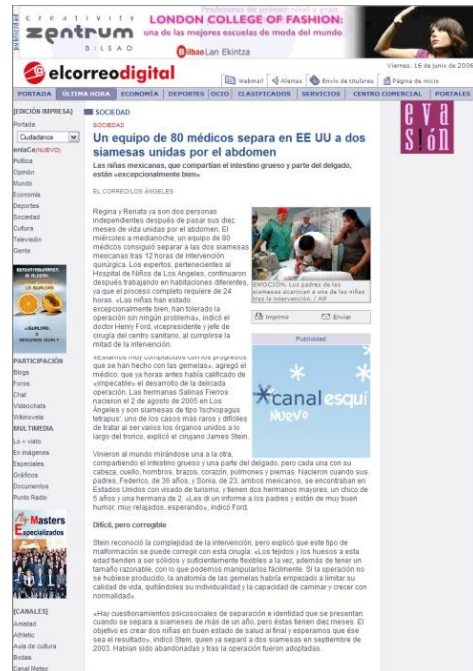 publicidad
creativity
zentrum
BILBAO
Professores de primer nivel y gran
LONDON COLLEGE OF FASHION:
una de las mejores escuelas de moda del mundo
Bilbao Lan Ekintza
elcorreodigital
Viernes, 16 de junio de 2006
Webmail
Alertas
Envío de titulares
Página de inicio
PORTADA
ÚLTIMA HORA
ECONOMÍA
DEPORTES
OCIO
CLASIFICADOS
SERVICIOS
CENTRO COMERCIAL
PORTALES
[EDICIÓN IMPRESA]
Portada
Ciudadanos
enlaCe(NUEVO)
Política
Opinión
Mundo
Economía
Deportes
Sociedad
Cultura
Televisión
Gente
PARTICIPACIÓN
Blogs
Foros
Chat
Videochats
Wikinovela
MULTIMEDIA
Lo + visto
En imágenes
Especiales
Gráficos
Documentos
Punto Radio
My Masters
Especializados
[CANALES]
Amistad
Athletic
Aula de cultura
Bodas
Canal Meteo
SOCIEDAD
SOCIEDAD
Un equipo de 80 médicos separa en EE UU a dos
siamesas unidas por el abdomen
Las niñas mexicanas, que compartían el intestino grueso y parte del delgado,
están «excepcionalmente bien»
EL CORREO/LOS ÁNGELES
Regina y Renata ya son dos personas
independientes después de pasar sus diez
meses de vida unidas por el abdomen. El
miércoles a medianoche, un equipo de 80
médicos consiguió separar a las dos siamesas
mexicanas tras 12 horas de intervención
quirúrgica. Los expertos, pertenecientes al
Hospital de Niños de Los Angeles, continuaron
después trabajando en habitaciones diferentes,
ya que el proceso completo requiere de 24
horas. «Las niñas han estado
excepcionalmente bien, han tolerado la
operación sin ningún problema», indicó el
doctor Henry Ford, vicepresidente y jefe de
cirugía del centro sanitario, al cumplirse la
mitad de la intervención.
«Estamos muy complacidos con los progresos
que se han hecho con las gemelas», agregó el
médico, que ya horas antes había calificado de
«impecable» el desarrollo de la delicada
operación. Las hermanas Salinas Fierros
nacieron el 2 de agosto de 2005 en Los
Ángeles y son siamesas de tipo 'Ischiopagus
tetrapus', uno de los casos más raros y difíciles
de tratar al ser varios los órganos unidos a lo
largo del tronco, explicó el cirujano James Stein.
EMOCIÓN. Los padres de las
siamesas acarician a una de las niñas
tras la intervención. / AP
Imprimir
Enviar
Publicidad
canalesquí
NUEVO
Vinieron al mundo mirándose una a la otra,
compartiendo el intestino grueso y una parte del delgado, pero cada una con su
cabeza, cuello, hombros, brazos, corazón, pulmones y piernas. Nacieron cuando sus
padres, Federico, de 36 años, y Sonia, de 23, ambos mexicanos, se encontraban en
Estados Unidos con visado de turismo, y tienen dos hermanos mayores, un chico de
5 años y una hermana de 2. «Les di un informe a los padres y están de muy buen
humor, muy relajados, esperando», indicó Ford.
Difícil, pero corregible
Stein reconoció la complejidad de la intervención, pero explicó que este tipo de
malformación se puede corregir con esta cirugía: «Los tejidos y los huesos a esta
edad tienden a ser sólidos y suficientemente flexibles a la vez, además de tener un
tamaño razonable, con lo que podemos manipularlos fácilmente. Si la operación no
se hubiese producido, la anatomía de las gemelas habría empezado a limitar su
calidad de vida, quitándoles su individualidad y la capacidad de caminar y crecer con
normalidad».
«Hay cuestionamientos psicosociales de separación e identidad que se presentan
cuando se separa a siameses de más de un año, pero éstas tienen diez meses. El
objetivo es crear dos niñas en buen estado de salud al final y esperamos que ése
sea el resultado», indicó Stein, quien ya separó a dos siamesas en septiembre de
2003. Habían sido abandonadas y tras la operación fueron adoptadas.
eva
s!ón